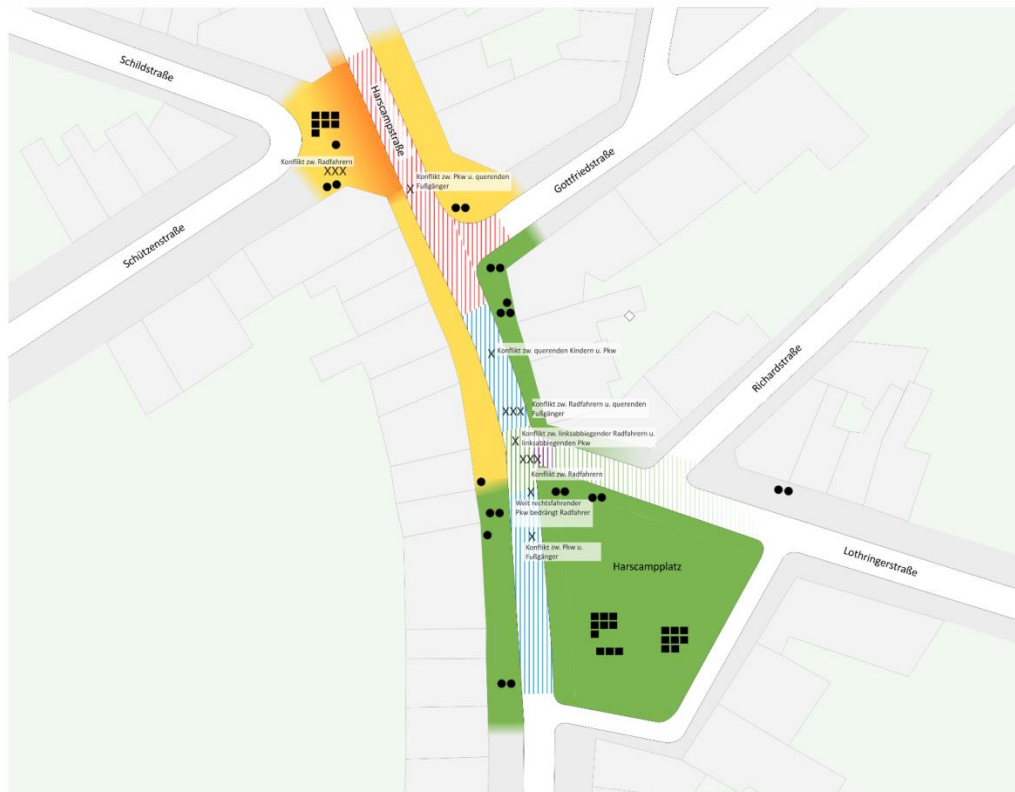 Schildstraße
Harscampstraße
Konflikt zw. Radfahrern
XXX
Konflikt zw. Pkw u. querenden
Fußgänger
X
Gottfriedstraße
Schützenstraße
X
Konflikt zw. querenden Kindern u. Pkw
Richardstraße
XXX
Konflikt zw. Radfahrern u. querenden
Fußgänger
X
Konflikt zw. linksabbiegender Radfahrern u.
linksabbiegenden Pkw
XXX
Konflikt zw. Radfahrern
X
Weit rechtsfahrender
Pkw bedrängt Radfahrer
X
Konflikt zw. Pkw u.
Fußgänger
Lothringerstraße
Harscampplatz